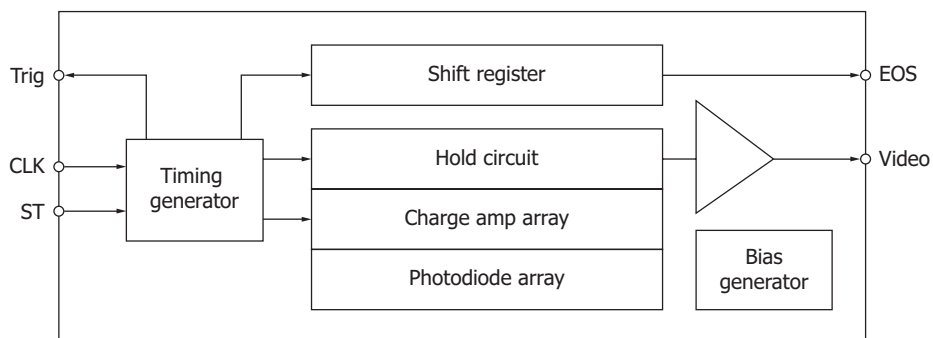 Trig
Shift register
EOS
CLK
Timing
generator
Hold circuit
Video
ST
Charge amp array
Photodiode array
Bias
generator